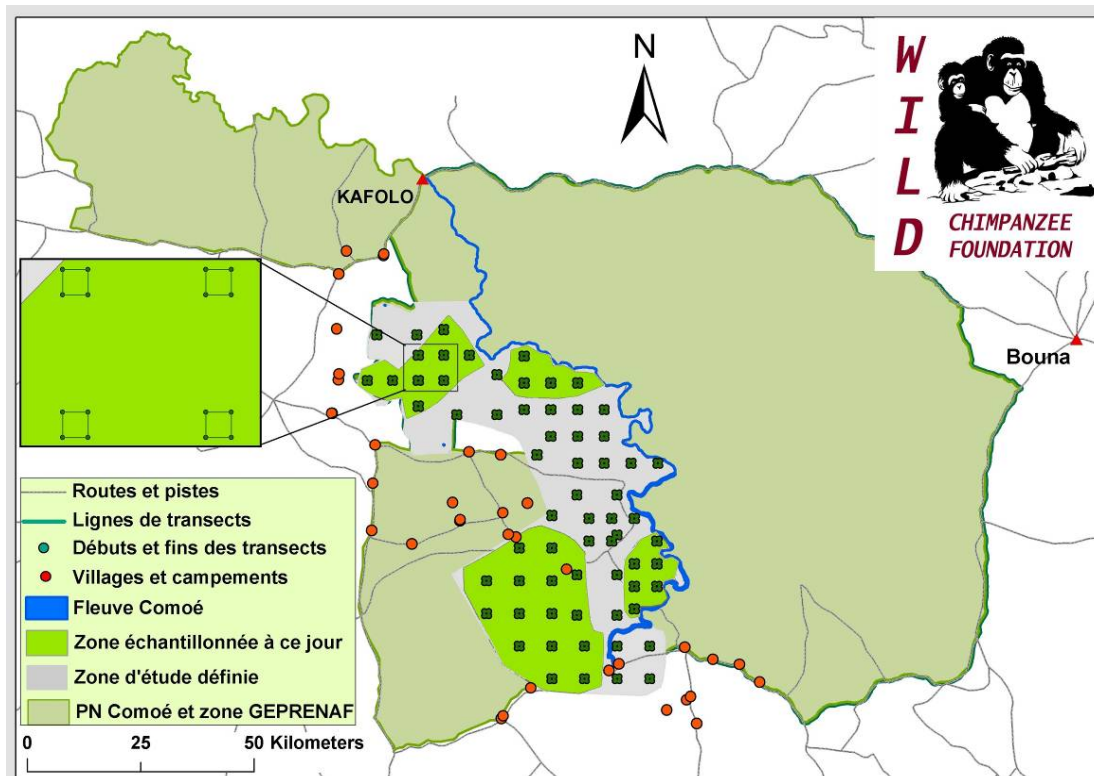 N
WILD
CHIMPANZEE
FOUNDATION
KAFOLO
Bouna
Routes et pistes
Lignes de transects
Débuts et fins des transects
Villages et campements
Fleuve Comoé
Zone échantillonnée à ce jour
Zone d'étude définie
PN Comoé et zone GEPRENAF
0 25 50 Kilometers